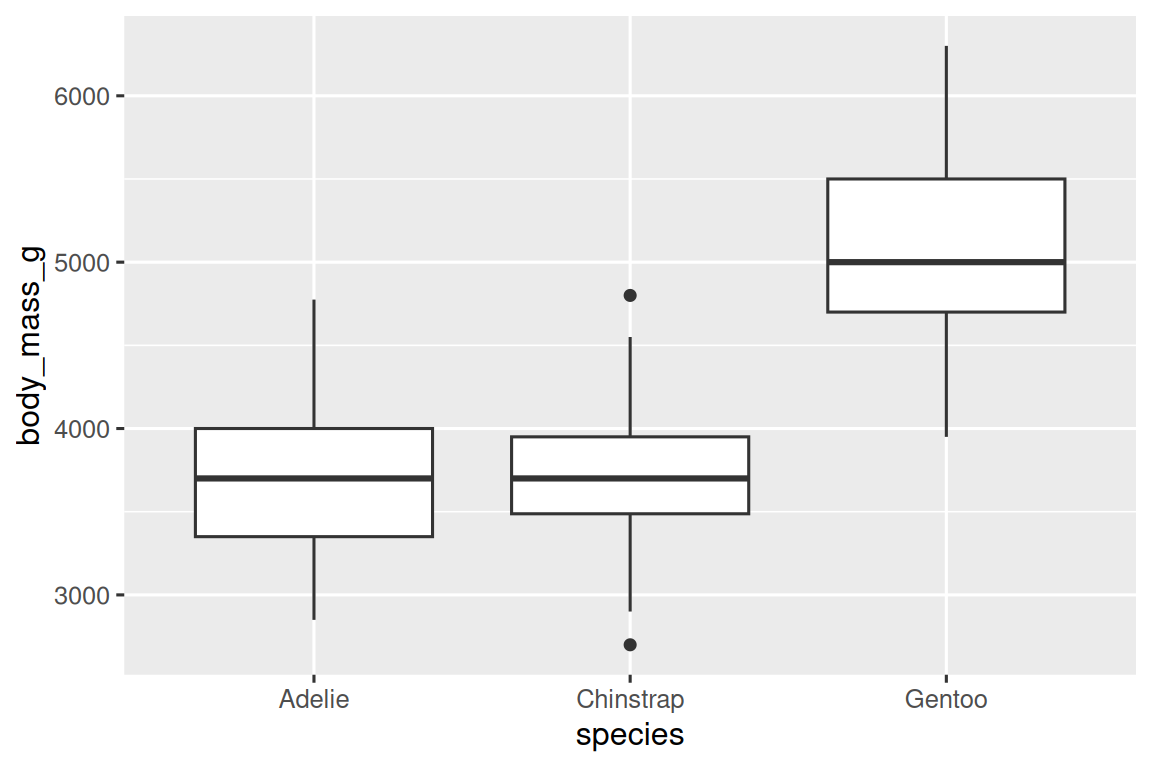 body_mass_g
6000
5000
4000
3000
Adelie Chinstrap Gentoo
species